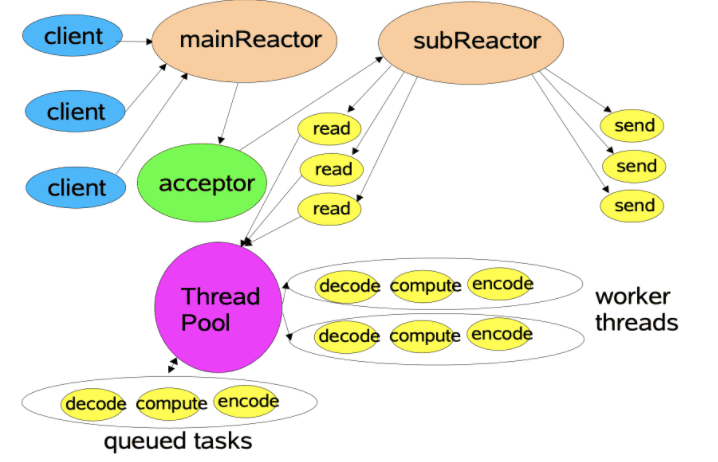 client
mainReactor
subReactor
client
read
send
read
send
client
acceptor
read
send
Thread
Pool
decode compute encode
worker
threads
decode compute encode
decode compute encode
queued tasks